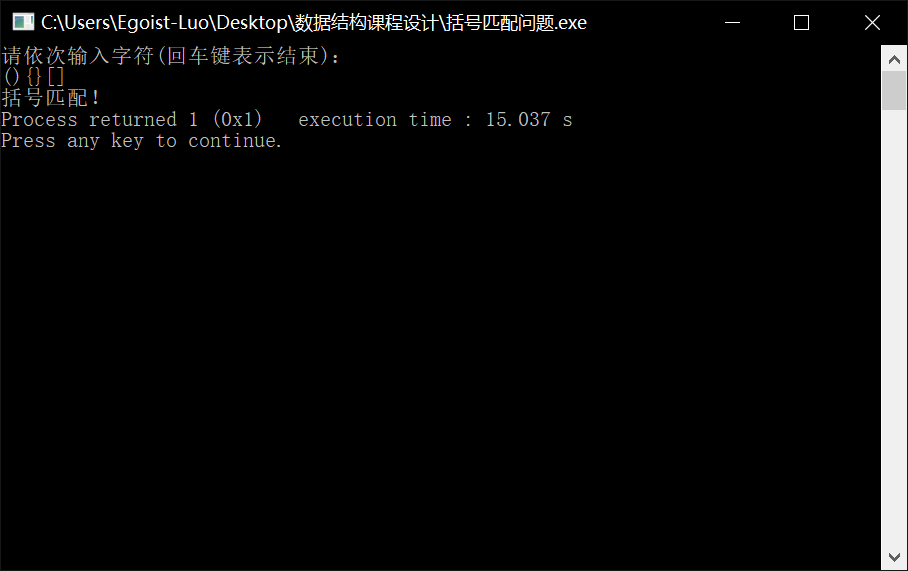 C:\Users\Egoist-Luo\Desktop\数据结构课程设计\括号匹配问题.exe
请依次输入字符(回车键表示结束):
(){}[]
括号匹配!
Process returned 1 (0x1)   execution time : 15.037 s
Press any key to continue.